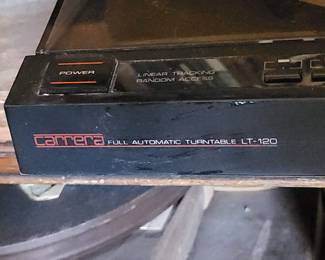 POWER
LINEAR TRACKING
RANDOM ACCESS
carrera FULL AUTOMATIC TURNTABLE LT-120